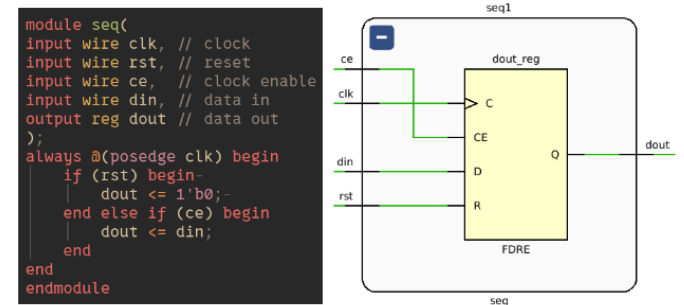 module seq(
input wire clk, // clock
input wire rst, // reset
input wire ce, // clock enable
input wire din, // data in
output reg dout // data out
);
always @(posedge clk) begin
if (rst) begin-
dout <= 1'b0;-
end else if (ce) begin
dout <= din;
end
end
endmodule
seq1
dout_reg
ce
clk
din
rst
C
CE
D
R
Q
dout
FDRE
seq